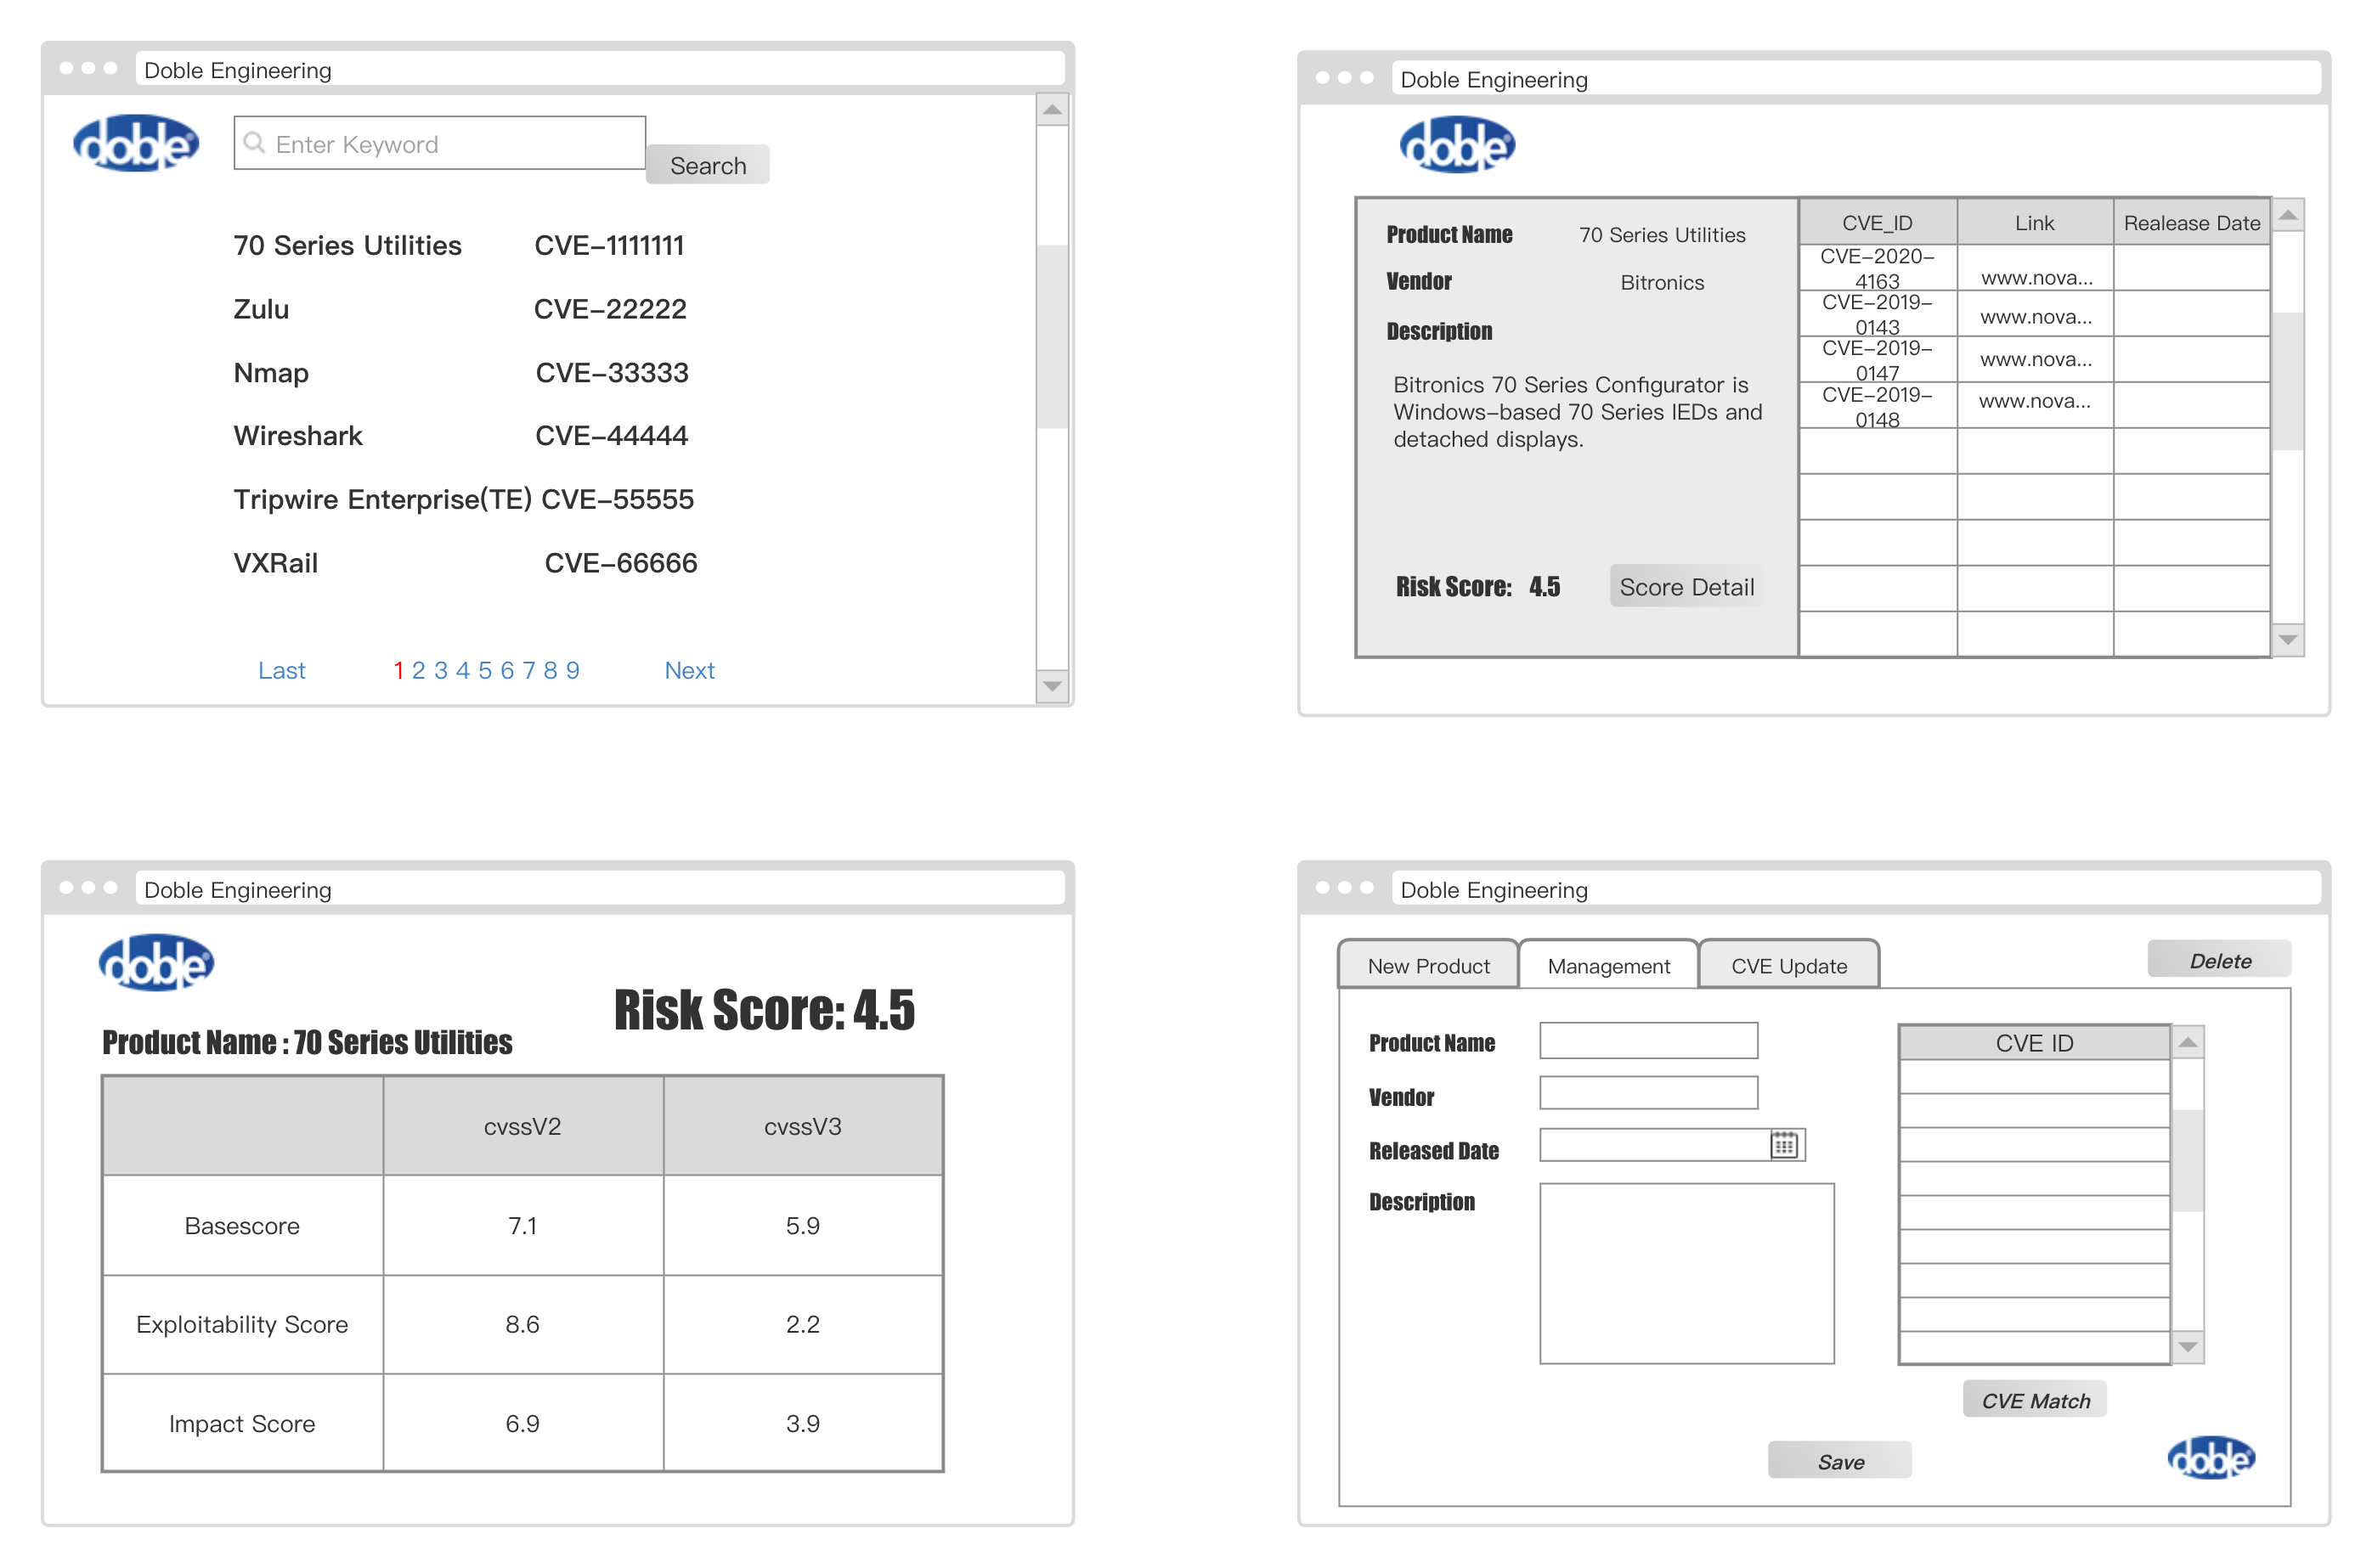 Doble Engineering
doble
Enter Keyword
Search
70 Series Utilities CVE-1111111
Zulu CVE-22222
Nmap CVE-33333
Wireshark CVE-44444
Tripwire Enterprise(TE) CVE-55555
VXRail CVE-66666
Last 1 2 3 4 5 6 7 8 9 Next
Doble Engineering
doble
Product Name 70 Series Utilities
Vendor Bitronics
Description
Bitronics 70 Series Configurator is
Windows-based 70 Series IEDs and
detached displays.
Risk Score: 4.5 Score Detail
CVE_ID Link Realease Date
CVE-2020-
4163 www.nova...
CVE-2019-
0143 www.nova...
CVE-2019-
0147 www.nova...
CVE-2019-
0148 www.nova...
Doble Engineering
doble
Risk Score: 4.5
Product Name : 70 Series Utilities
cvssV2 cvssV3
Basescore 7.1 5.9
Exploitability Score 8.6 2.2
Impact Score 6.9 3.9
Doble Engineering
New Product Management CVE Update Delete
Product Name
Vendor
Released Date
Description
CVE ID
CVE Match
Save
doble